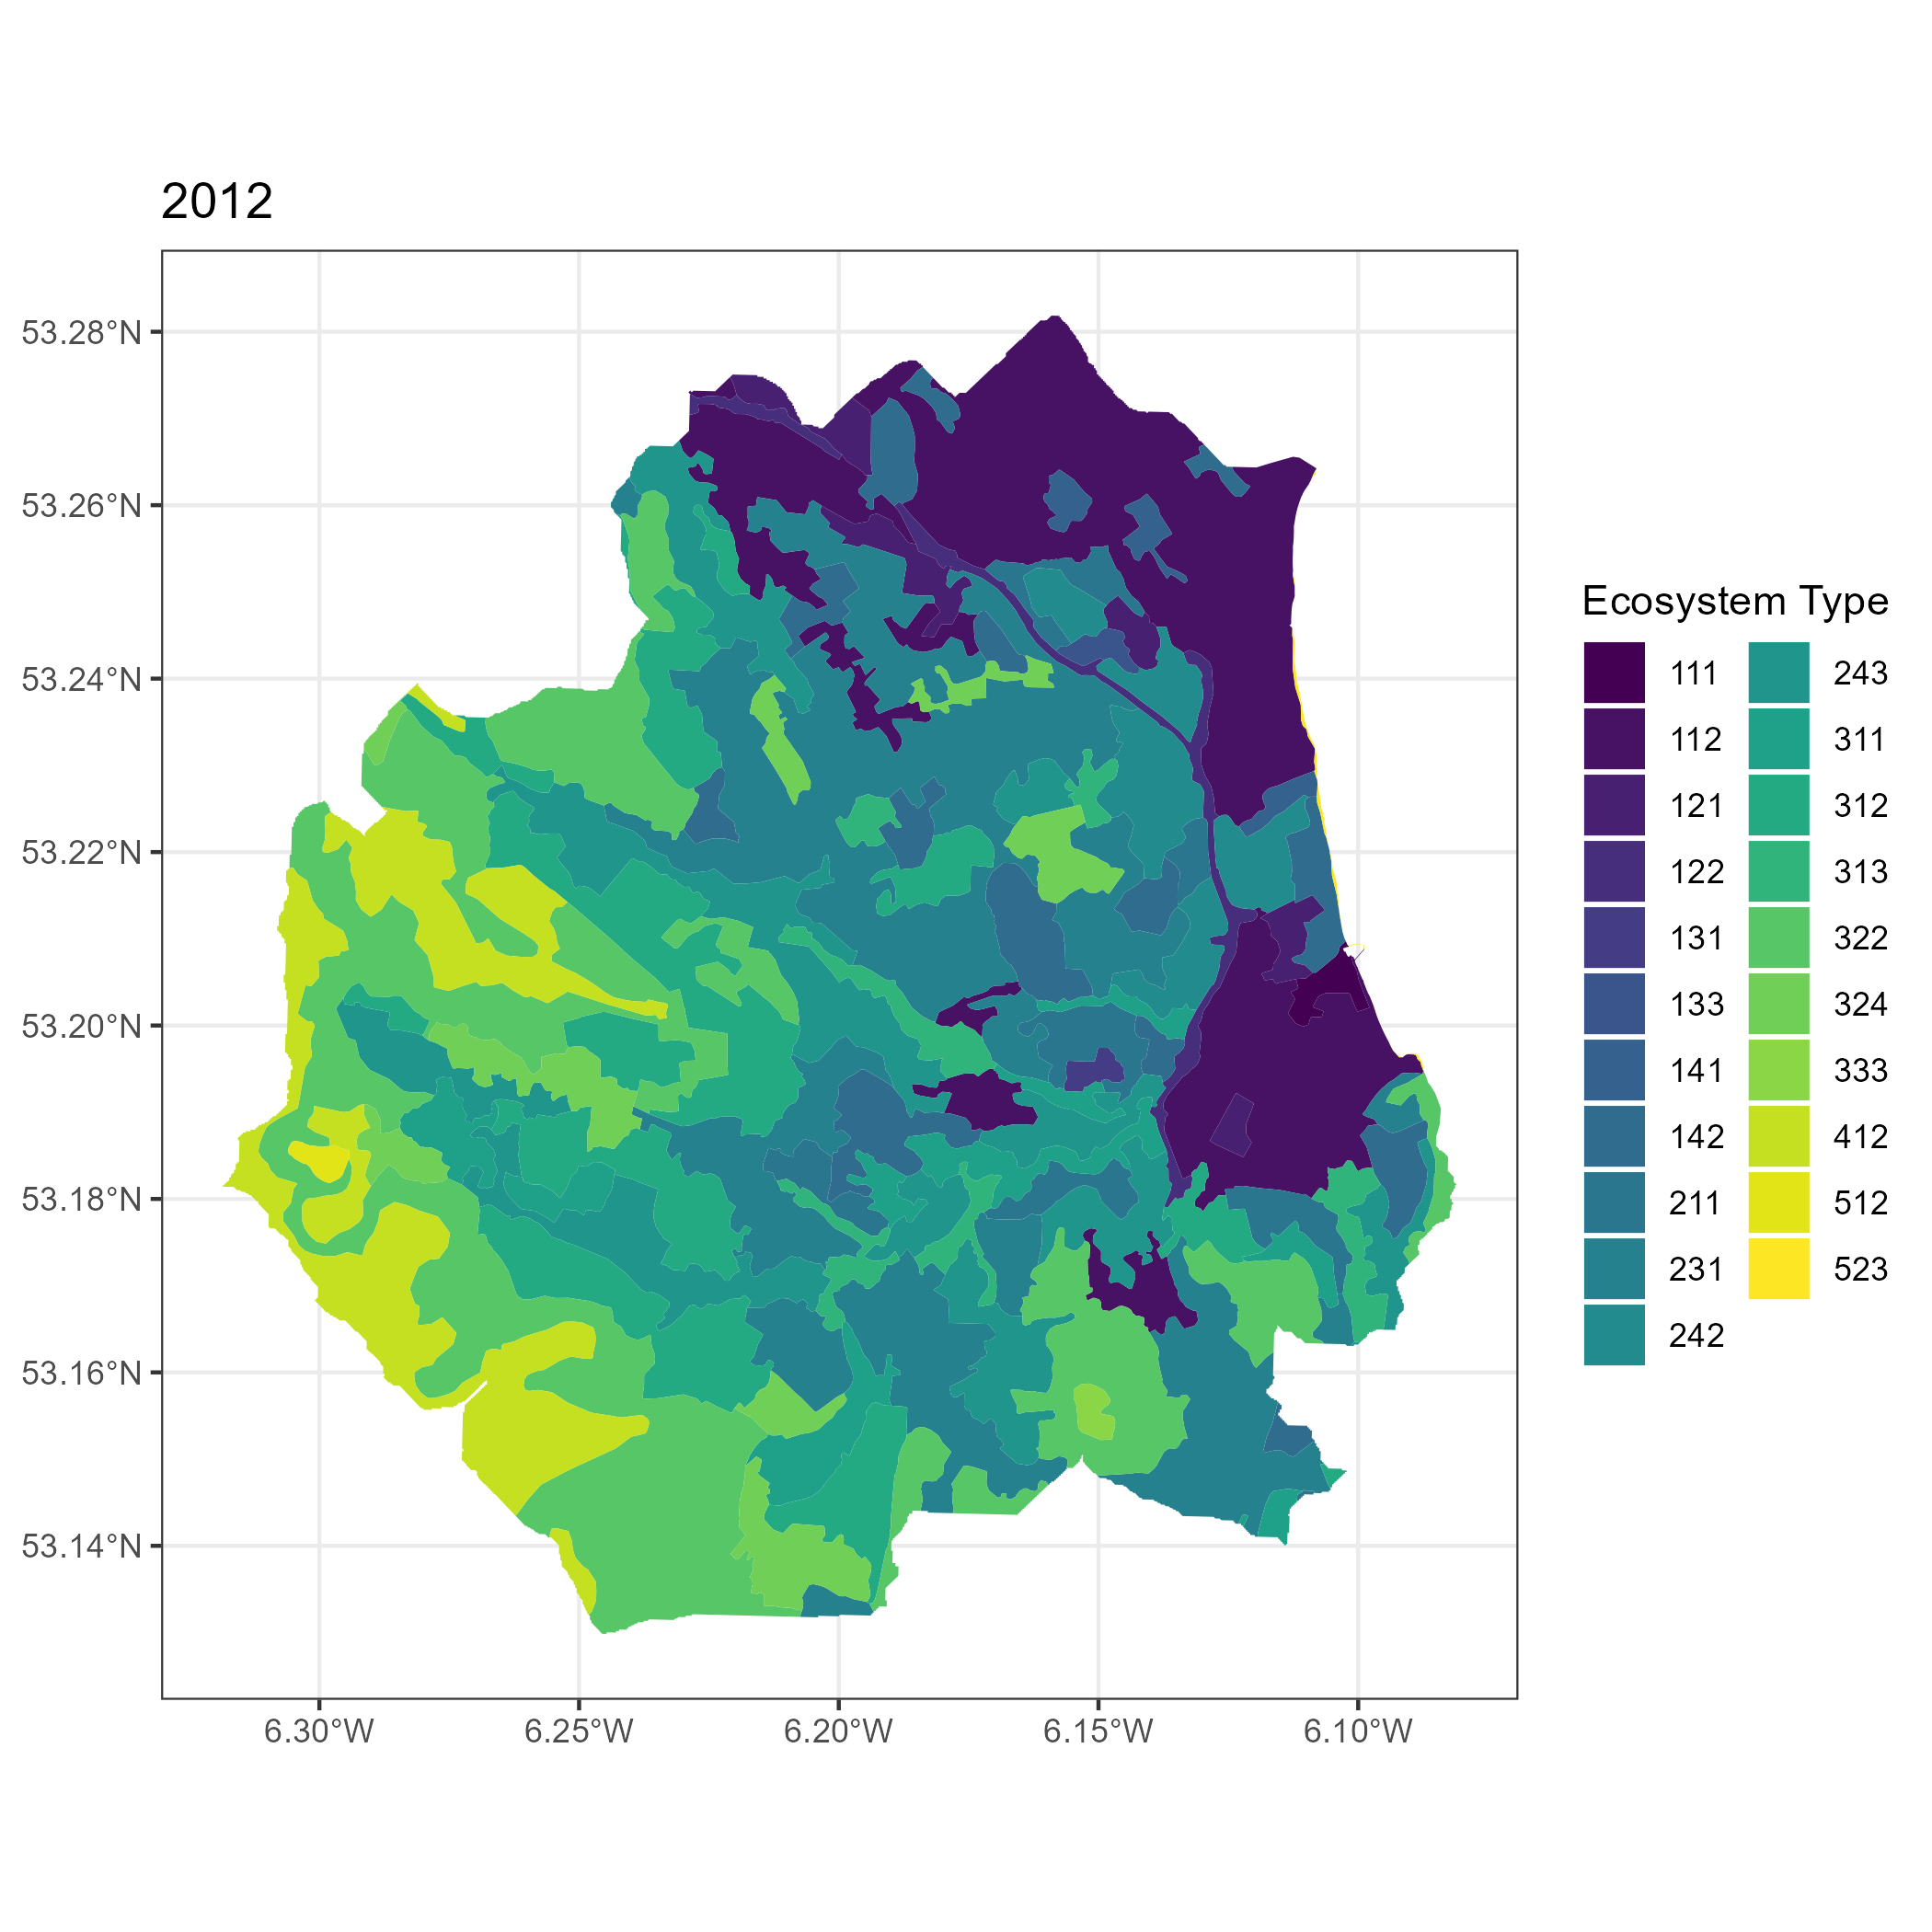 2012
53.28°N
53.26°N
53.24°N
53.22°N
53.20°N
53.18°N
53.16°N
53.14°N
6.30°W 6.25°W 6.20°W 6.15°W 6.10°W
Ecosystem Type
111 243
112 311
121 312
122 313
131 322
133 324
141 333
142 412
211 512
231 523
242